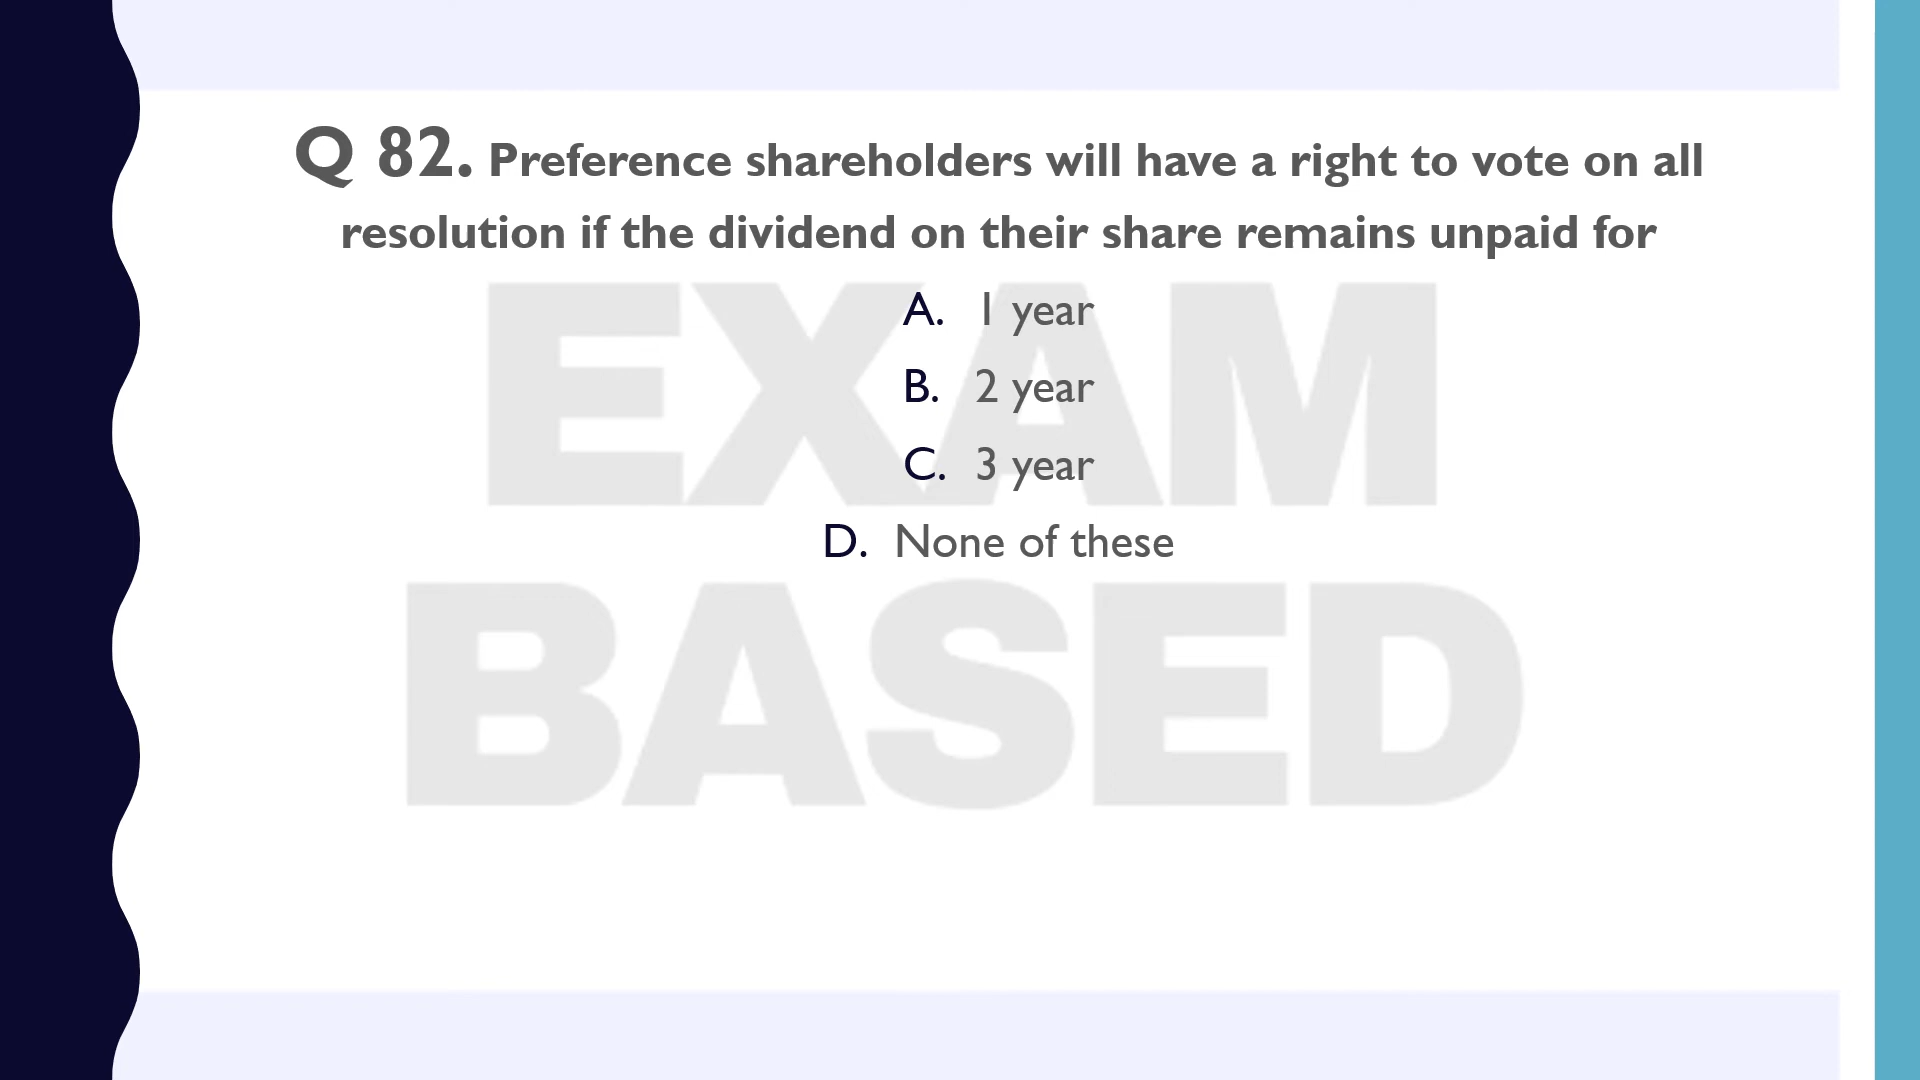 Q 82. Preference shareholders will have a right to vote on all
resolution if the dividend on their share remains unpaid for
A. 1 year
B. 2 year
C. 3 year
D. None of these
EXAM
BASED